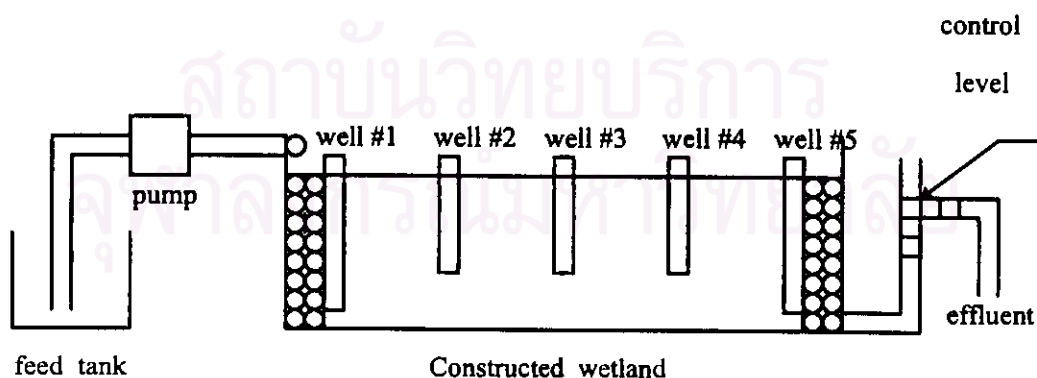 control
level
สถาบันวิทยบริการ
จุฬาลงกรณ์มหาวิทยาลัย
well #1 well #2 well #3 well #4 well #5
pump
effluent
feed tank Constructed wetland